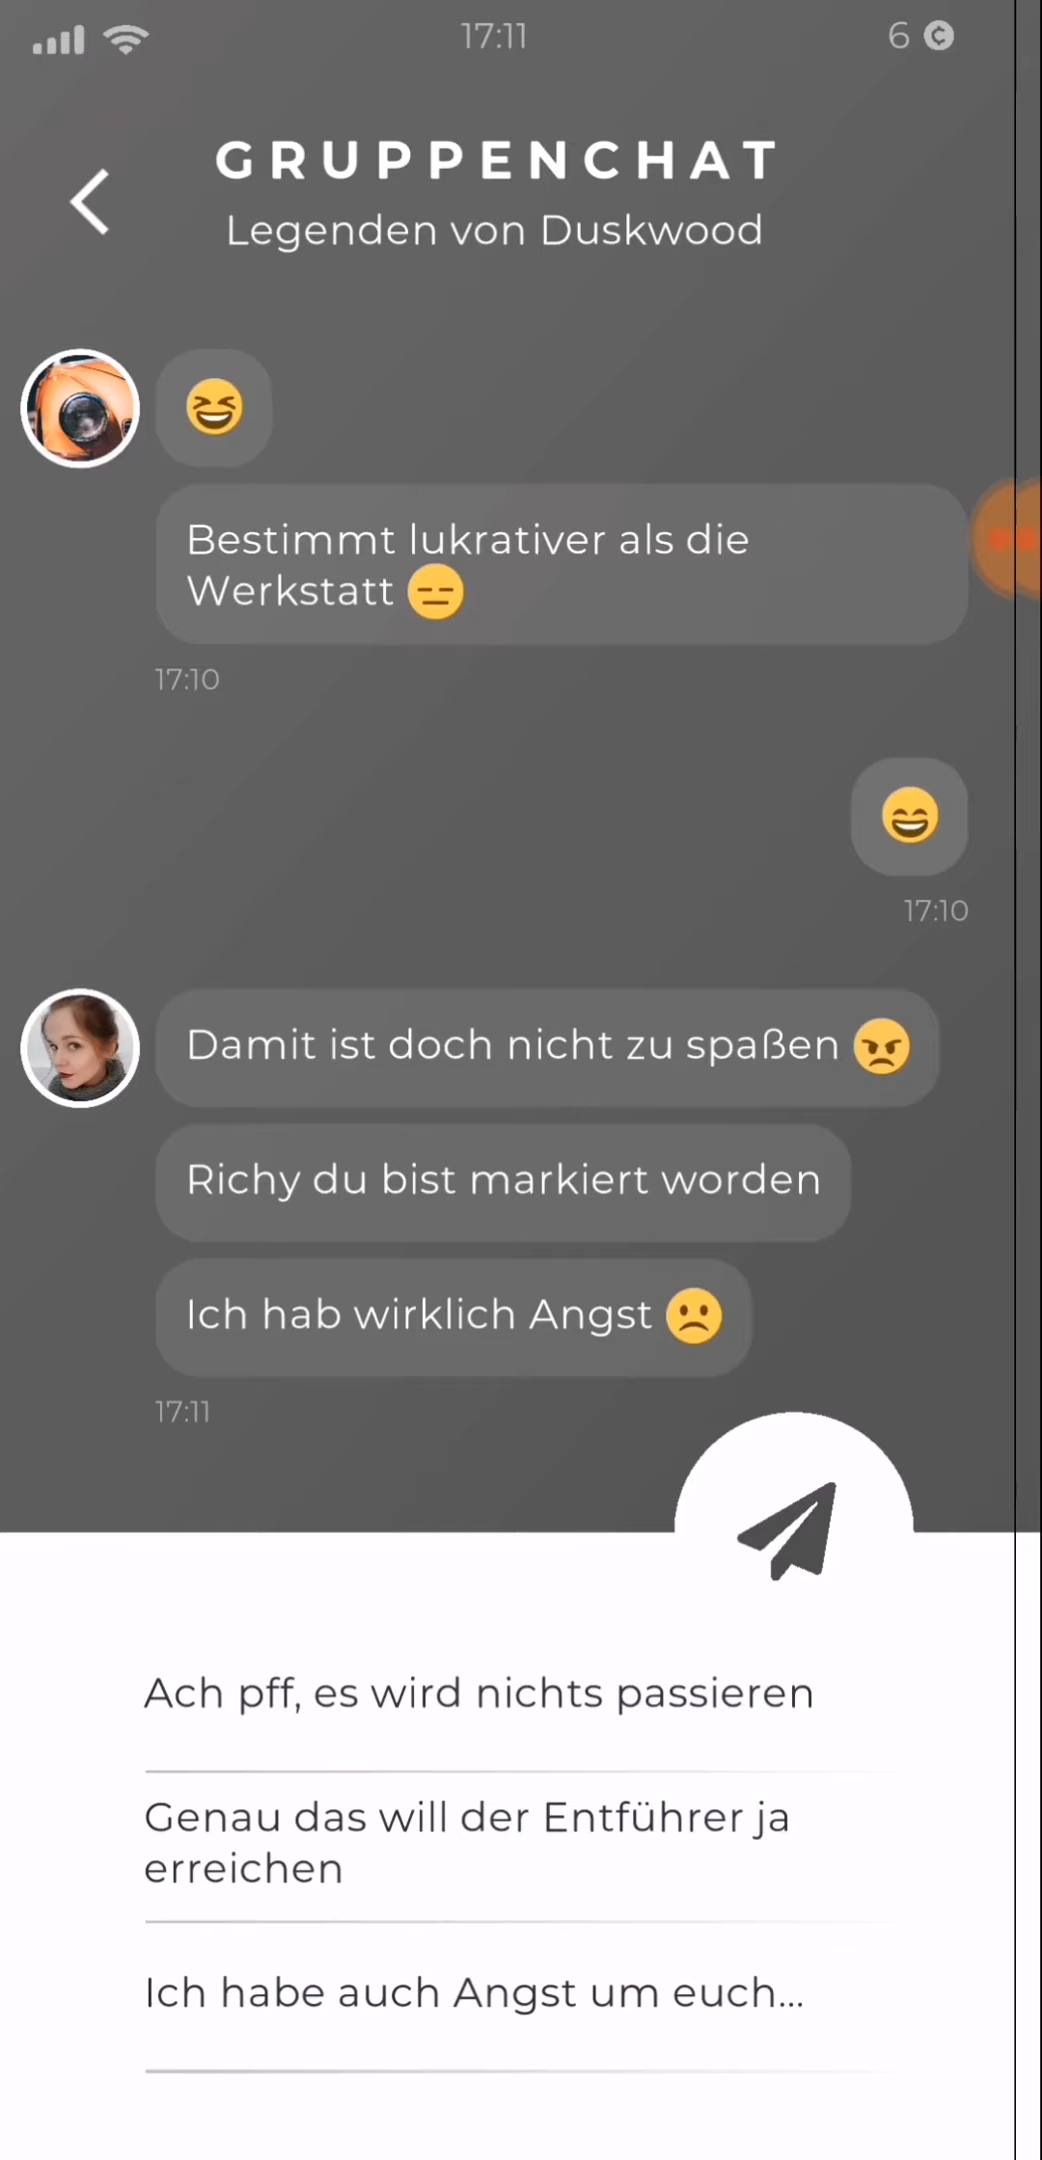 17:11
6
GRUPPENCHAT
Legenden von Duskwood
😆
Bestimmt lukrativer als die
Werkstatt 😑
17:10
😄
17:10
Damit ist doch nicht zu spaßen 😠
Richy du bist markiert worden
Ich hab wirklich Angst 🙁
17:11
Ach pff, es wird nichts passieren
Genau das will der Entführer ja
erreichen
Ich habe auch Angst um euch...